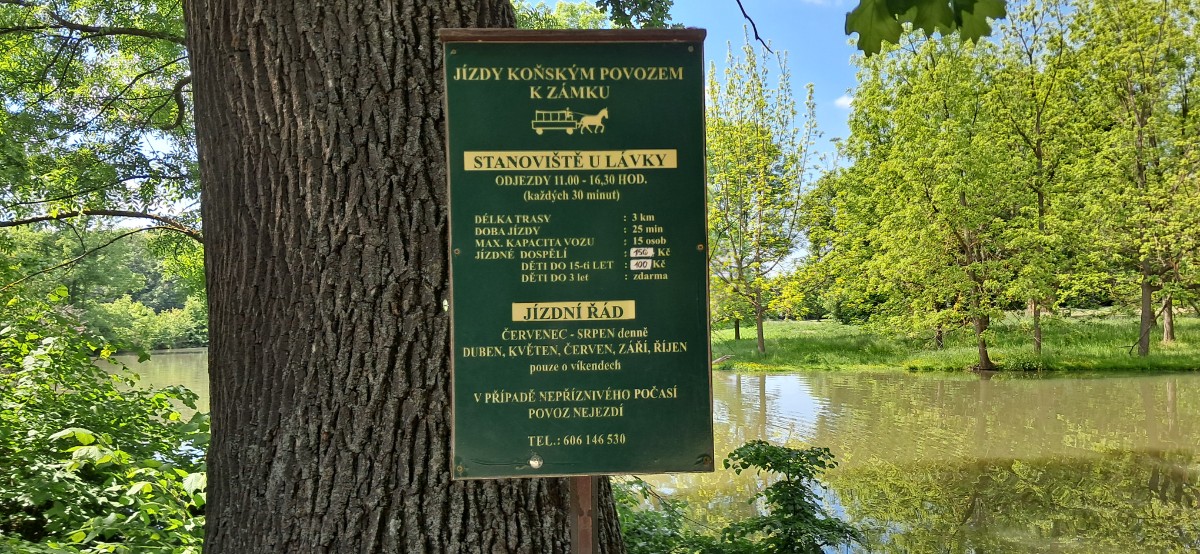 JÍZDY KOŇSKÝM POVOZEM
K ZÁMKU
STANOVIŠTĚ U LÁVKY
ODJEZDY 11.00 - 16,30 HOD.
(každých 30 minut)
DÉLKA TRASY : 3 km
DOBA JÍZDY : 25 min
MAX. KAPACITA VOZU : 15 osob
JÍZDNÉ DOSPĚLÍ : 150 Kč
DĚTI DO 15-ti LET : 100 Kč
DĚTI DO 3 let : zdarma
JÍZDNÍ ŘÁD
ČERVENEC - SRPEN denně
DUBEN, KVĚTEN, ČERVEN, ZÁŘÍ, ŘÍJEN
pouze o víkendech
V PŘÍPADĚ NEPŘÍZNIVÉHO POČASÍ
POVOZ NEJEZDÍ
TEL.: 606 146 530